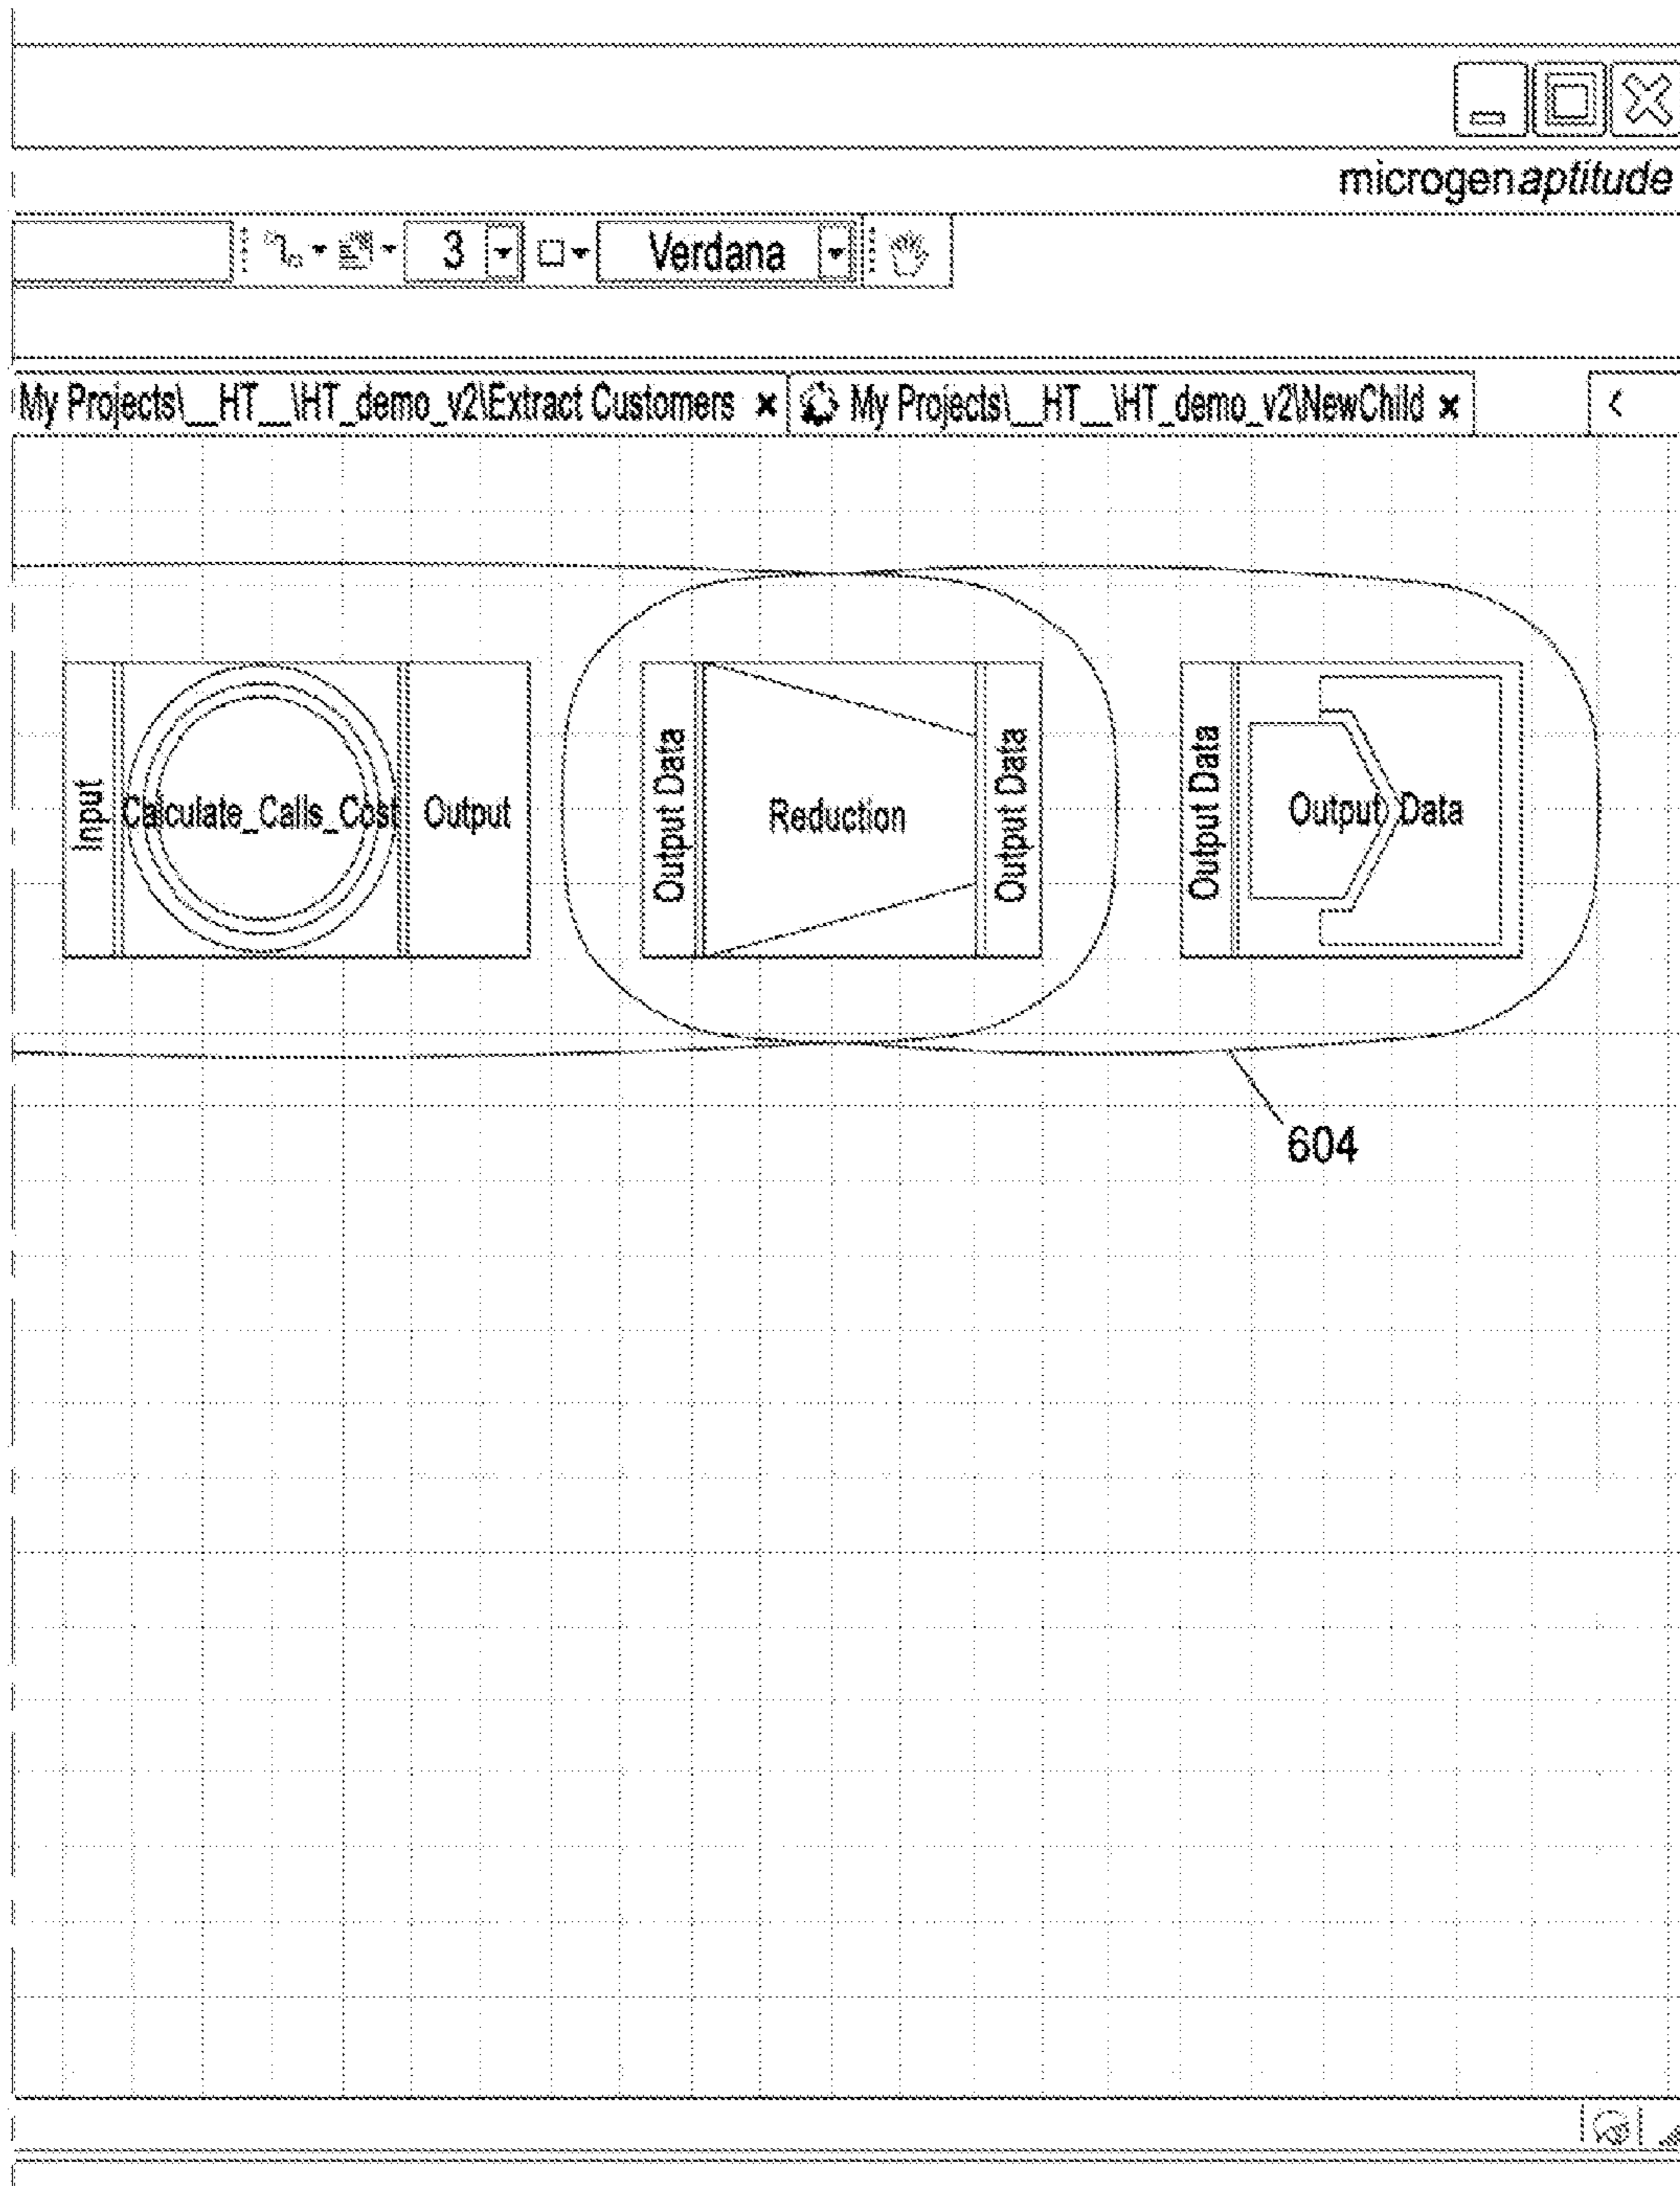 microgenaptitude
3 Verdana
My Projects\__HT__\HT_demo_v2\Extract Customers x My Projects\__HT__\HT_demo_v2\NewChild x <
Input
Calculate_Calls_Cost
Output
Output Data
Reduction
Output Data
Output Data
Output Data
604